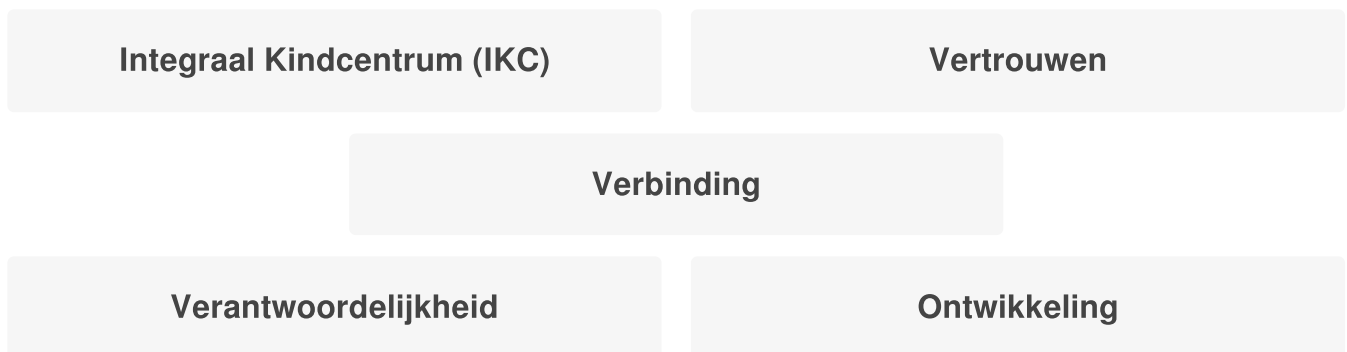 Integraal Kindcentrum (IKC)
Vertrouwen
Verbinding
Verantwoordelijkheid
Ontwikkeling